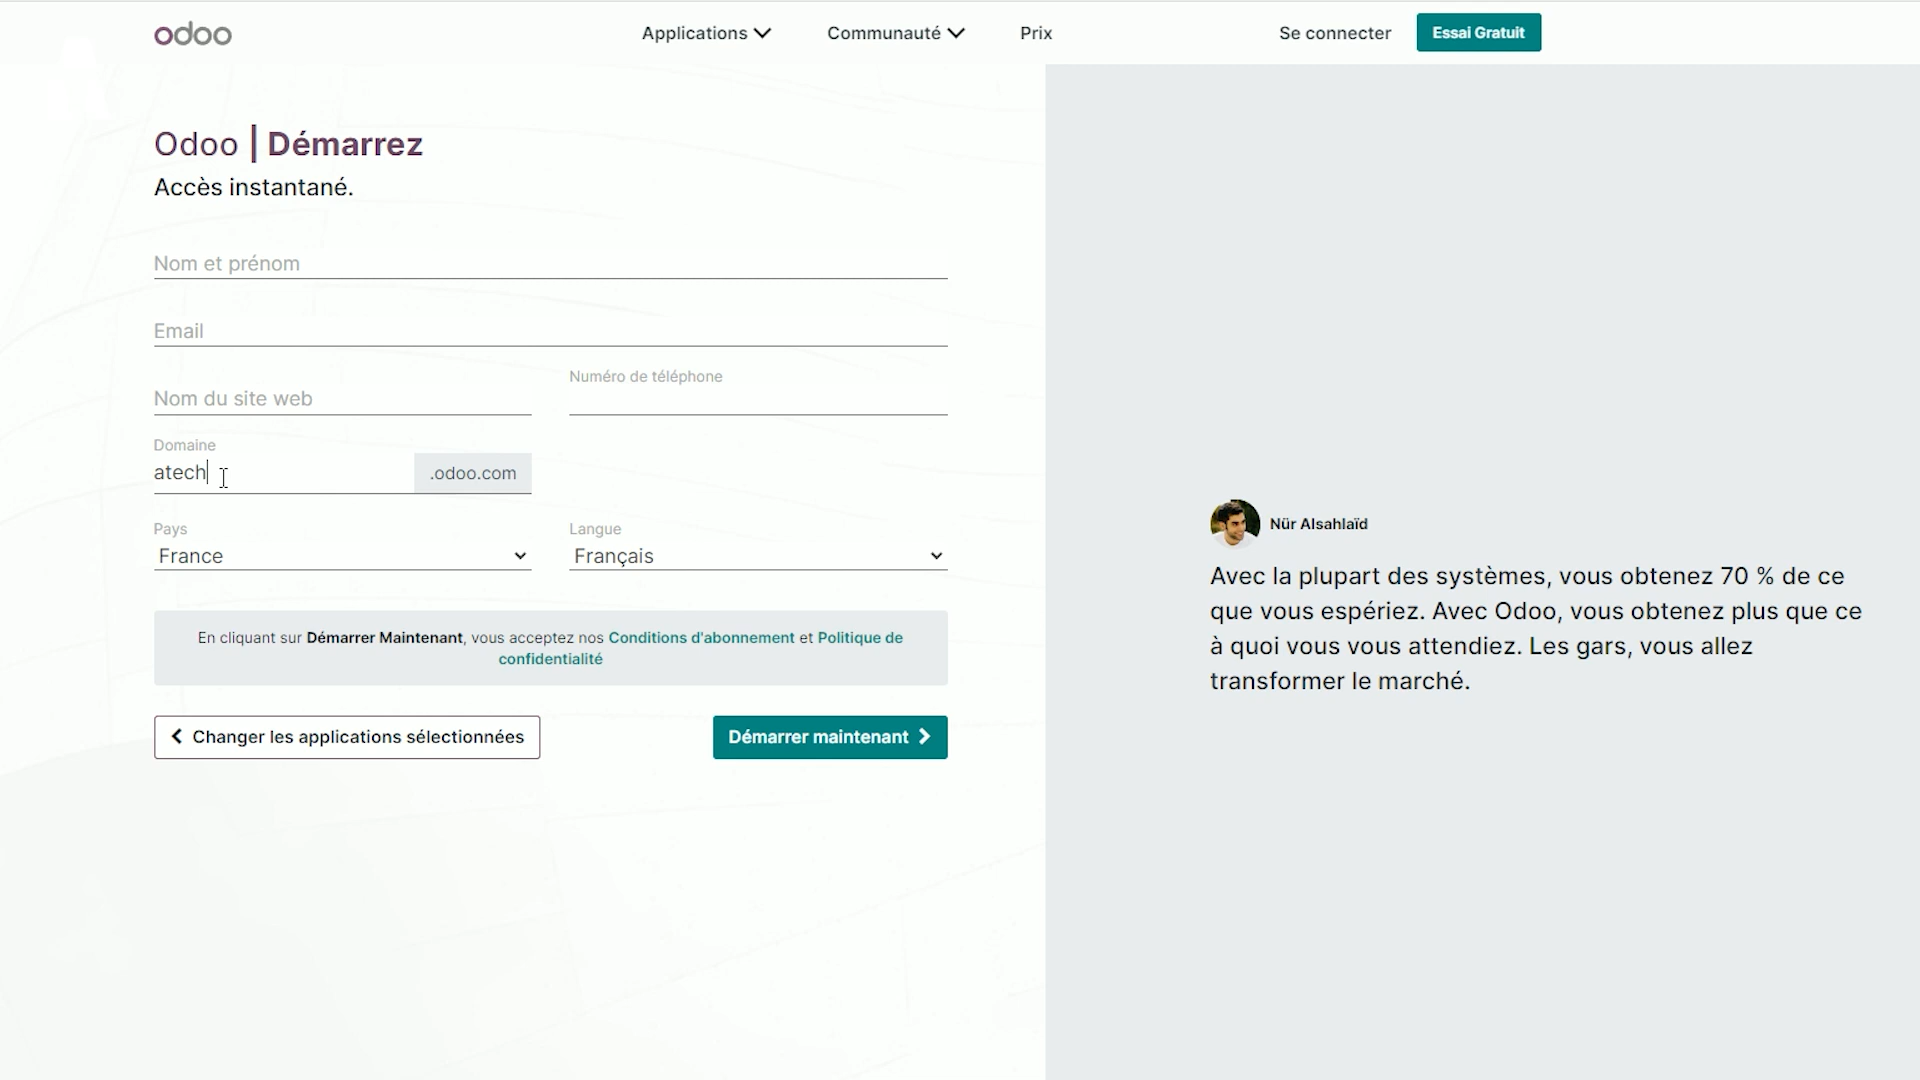 odoo
Applications
Communauté
Prix
Se connecter
Essai Gratuit
Odoo | Démarrez
Accès instantané.
Nom et prénom
Email
Nom du site web
Numéro de téléphone
Domaine
atech
.odoo.com
Pays
France
Langue
Français
En cliquant sur Démarrer Maintenant, vous acceptez nos Conditions d'abonnement et Politique de
confidentialité
Changer les applications sélectionnées
Démarrer maintenant
Nür Alsahlaïd
Avec la plupart des systèmes, vous obtenez 70 % de ce
que vous espériez. Avec Odoo, vous obtenez plus que ce
à quoi vous vous attendiez. Les gars, vous allez
transformer le marché.